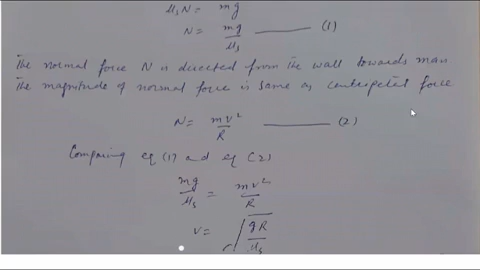 μsN = mg
N = mg/μs —— (1)
The normal force N is directed from the wall towards man
The magnitude of normal force is same as centripetal force
N = mv²/R —— (2)
Comparing eq (1) and eq (2)
mg/μs = mv²/R
v = √(gR/μs)